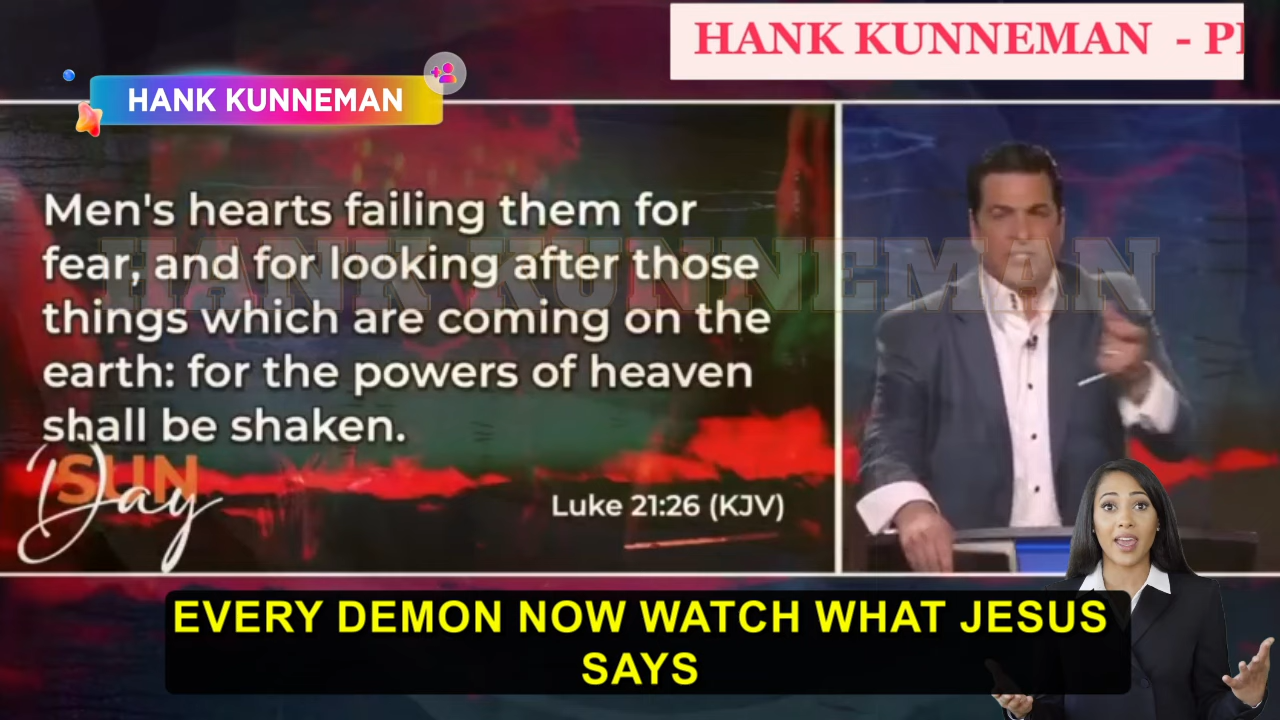 HANK KUNNEMAN - P
HANK KUNNEMAN
Men's hearts failing them for
fear, and for looking after those
things which are coming on the
earth: for the powers of heaven
shall be shaken.
HANK KUNNEMAN
SUN
Day
Luke 21:26 (KJV)
EVERY DEMON NOW WATCH WHAT JESUS
SAYS